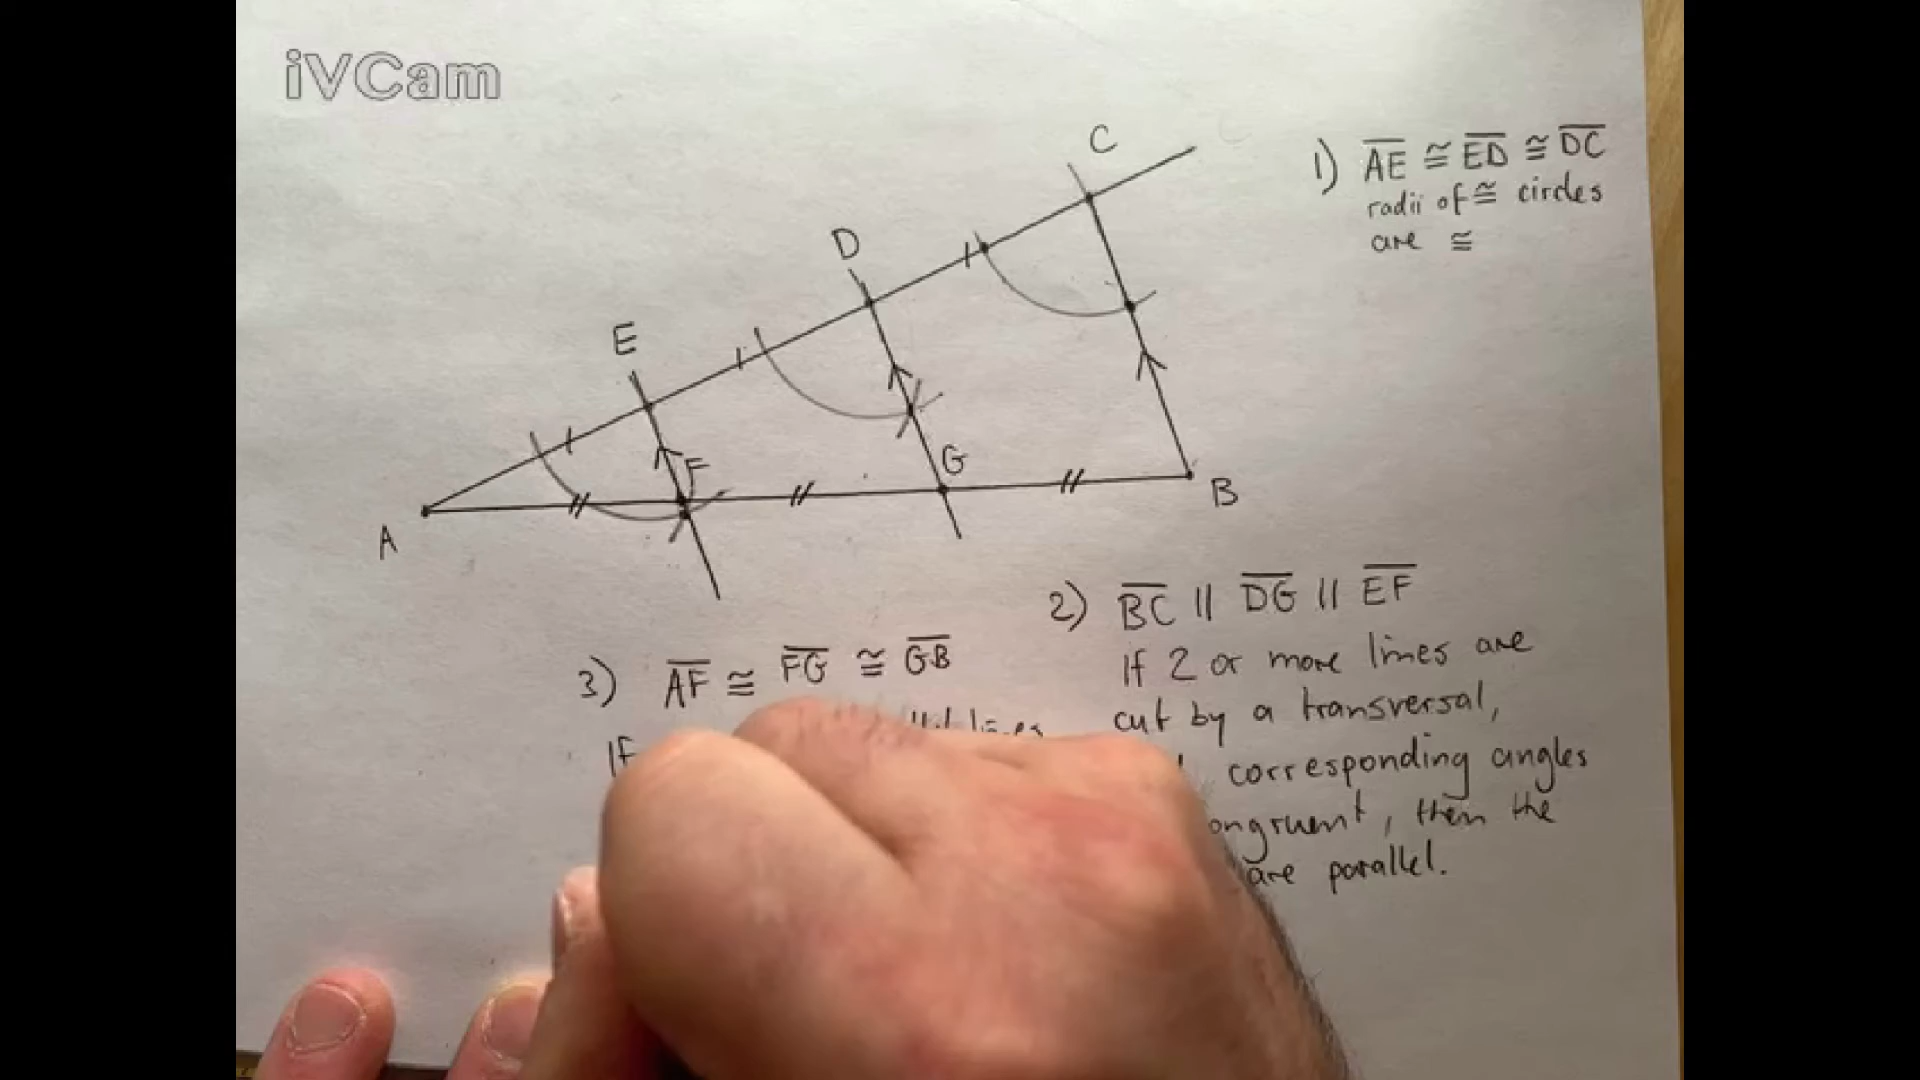 iVCam
C
D
E
F
G
A
B
1) AE ≅ ED ≅ DC
radii of ≅ circles
are ≅
2) BC || DG || EF
If 2 or more lines are
cut by a transversal,
corresponding angles
then the
are parallel.
3) AF ≅ FG ≅ GB
IF